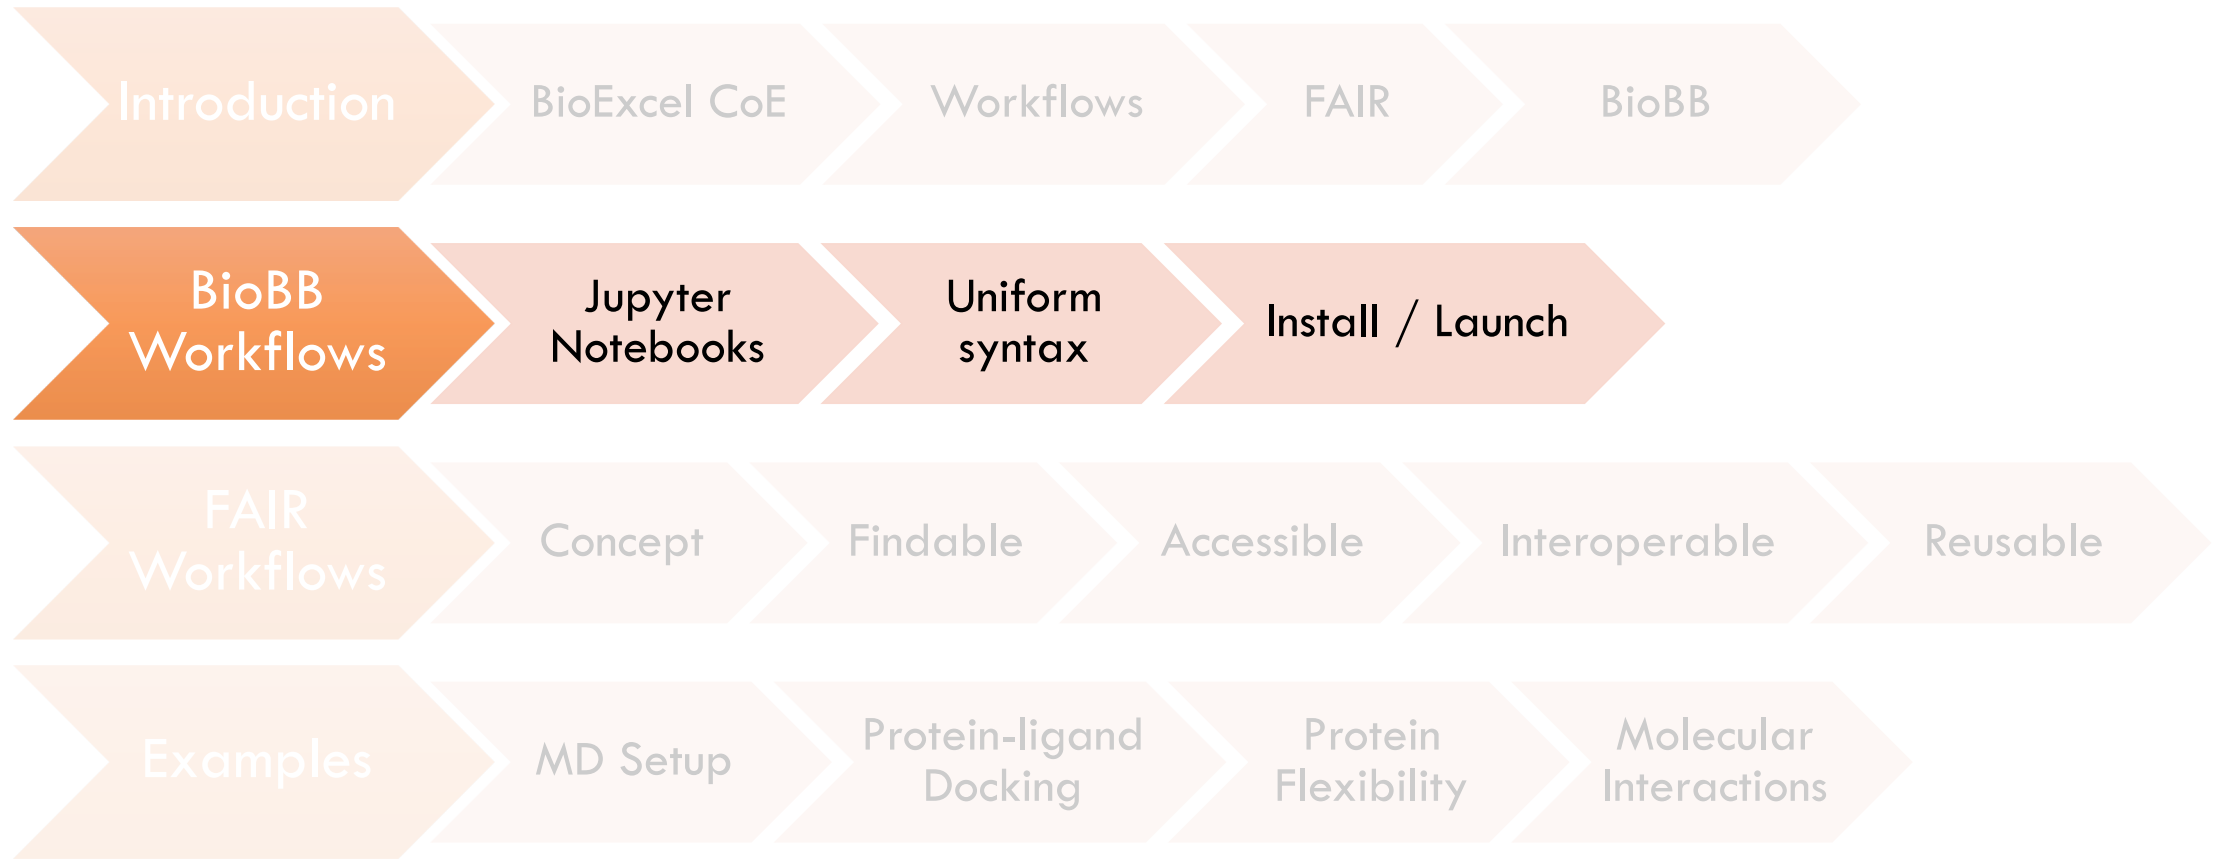 Introduction
BioExcel CoE
Workflows
FAIR
BioBB
BioBB
Workflows
Jupyter
Notebooks
Uniform
syntax
Install / Launch
FAIR
Workflows
Concept
Findable
Accessible
Interoperable
Reusable
Examples
MD Setup
Protein-ligand
Docking
Protein
Flexibility
Molecular
Interactions